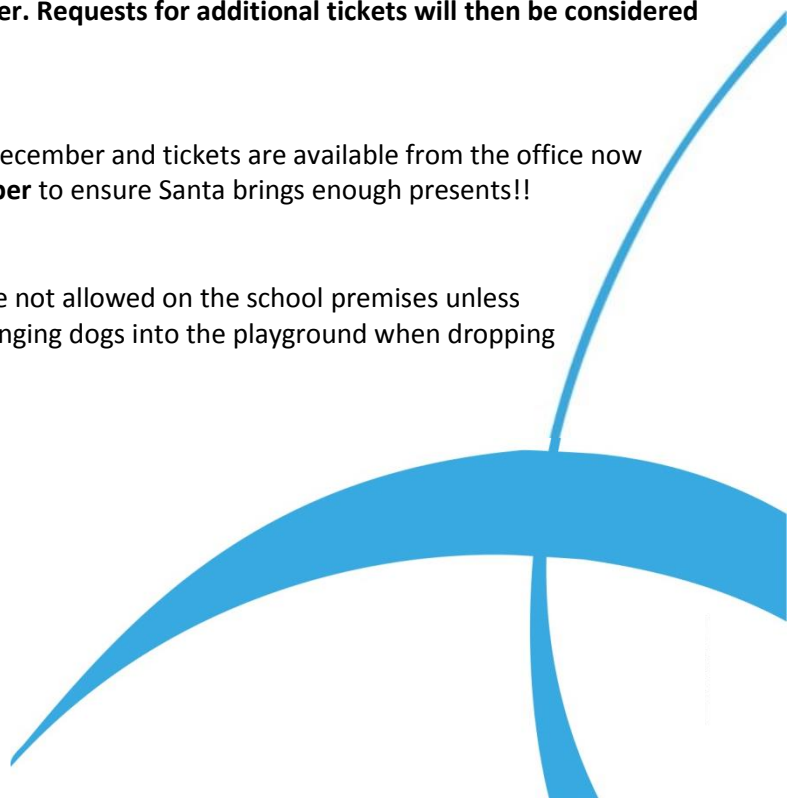 er. Requests for additional tickets will then be considered
ecember and tickets are available from the office now
ber to ensure Santa brings enough presents!!
e not allowed on the school premises unless
nging dogs into the playground when dropping